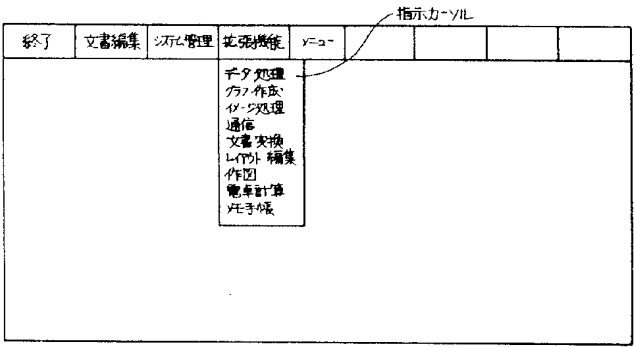 指示カーソル
終了 文書編集 システム管理 拡張機能 メニュー
データ処理
グラフ作成
イメージ処理
通信
文書変換
レイアウト編集
作図
電卓計算
メモ手帳